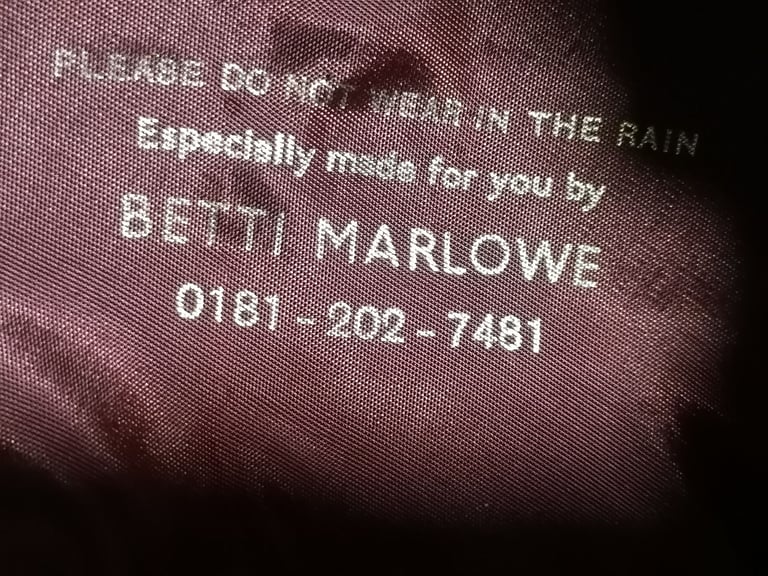 PLEASE DO NOT WEAR IN THE RAIN
Especially made for you by
BETTI MARLOWE
0181 - 202 - 7481